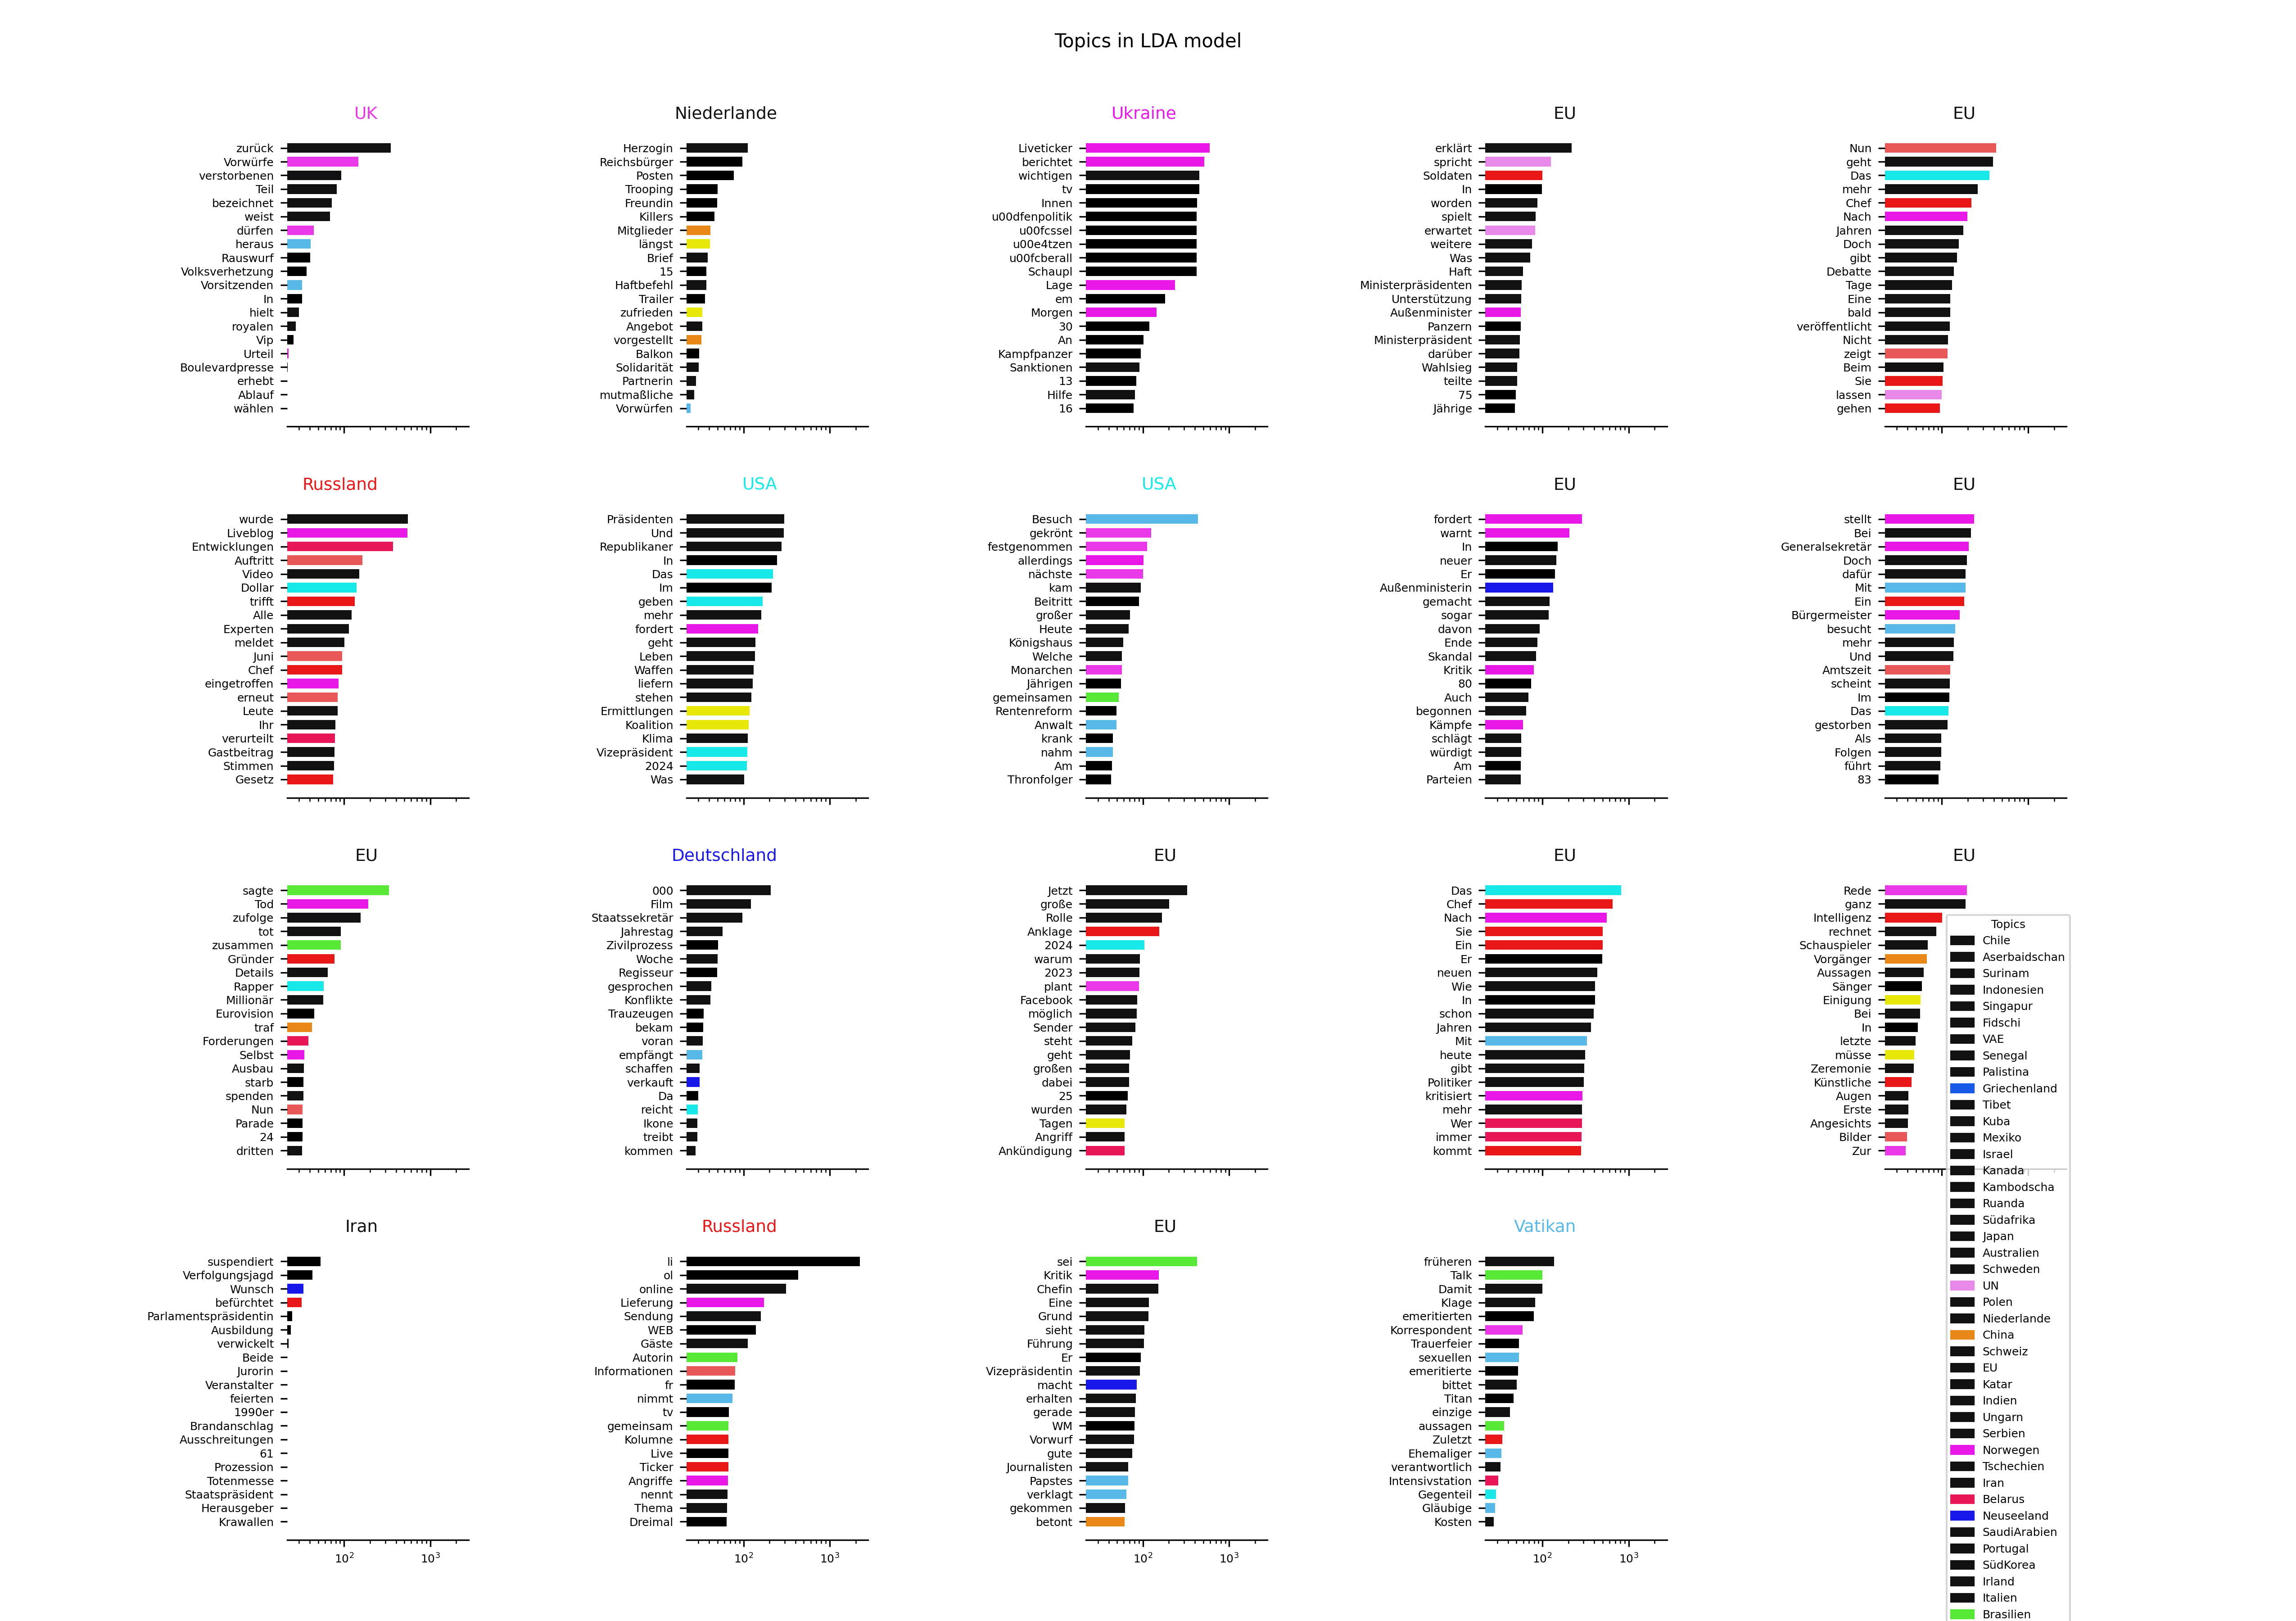 Topics in LDA model
UK
zurück
Vorwürfe
verstorbenen
Teil
bezeichnet
weist
dürfen
heraus
Rauswurf
Volksverhetzung
Vorsitzenden
In
hielt
royalen
Vip
Urteil
Boulevardpresse
erhebt
Ablauf
wählen
Niederlande
Herzogin
Reichsbürger
Posten
Trooping
Freundin
Killers
Mitglieder
längst
Brief
15
Haftbefehl
Trailer
zufrieden
Angebot
vorgestellt
Balkon
Solidarität
Partnerin
mutmaßliche
Vorwürfen
Ukraine
Liveticker
berichtet
wichtigen
tv
Innen
u00dfenpolitik
u00fcssel
u00e4tzen
u00fcberall
Schaupl
Lage
em
Morgen
30
An
Kampfpanzer
Sanktionen
13
Hilfe
16
EU
erklärt
spricht
Soldaten
In
worden
spielt
erwartet
weitere
Was
Haft
Ministerpräsidenten
Unterstützung
Außenminister
Panzern
Ministerpräsident
darüber
Wahlsieg
teilte
75
Jährige
EU
Nun
geht
Das
mehr
Chef
Nach
Jahren
Doch
gibt
Debatte
Tage
Eine
bald
veröffentlicht
Nicht
zeigt
Beim
Sie
lassen
gehen
Russland
wurde
Liveblog
Entwicklungen
Auftritt
Video
Dollar
trifft
Alle
Experten
meldet
Juni
Chef
eingetroffen
erneut
Leute
Ihr
verurteilt
Gastbeitrag
Stimmen
Gesetz
USA
Präsidenten
Und
Republikaner
In
Das
Im
geben
mehr
fordert
geht
Leben
Waffen
liefern
stehen
Ermittlungen
Koalition
Klima
Vizepräsident
2024
Was
USA
Besuch
gekrönt
festgenommen
allerdings
nächste
kam
Beitritt
großer
Heute
Königshaus
Welche
Monarchen
Jährigen
gemeinsamen
Rentenreform
Anwalt
krank
nahm
Am
Thronfolger
EU
fordert
warnt
In
neuer
Er
Außenministerin
gemacht
sogar
davon
Ende
Skandal
Kritik
80
Auch
begonnen
Kämpfe
schlägt
würdigt
Am
Parteien
EU
stellt
Bei
Generalsekretär
Doch
dafür
Mit
Ein
Bürgermeister
besucht
mehr
Und
Amtszeit
scheint
Im
Das
gestorben
Als
Folgen
führt
83
EU
sagte
Tod
zufolge
tot
zusammen
Gründer
Details
Rapper
Millionär
Eurovision
traf
Forderungen
Selbst
Ausbau
starb
spenden
Nun
Parade
24
dritten
Deutschland
000
Film
Staatssekretär
Jahrestag
Zivilprozess
Woche
Regisseur
gesprochen
Konflikte
Trauzeugen
bekam
voran
empfängt
schaffen
verkauft
Da
reicht
Ikone
treibt
kommen
EU
Jetzt
große
Rolle
Anklage
2024
warum
2023
plant
Facebook
möglich
Sender
steht
geht
großen
dabei
25
wurden
Tagen
Angriff
Ankündigung
EU
Das
Chef
Nach
Sie
Ein
Er
neuen
Wie
In
schon
Jahren
Mit
heute
gibt
Politiker
kritisiert
mehr
Wer
immer
kommt
EU
Rede
ganz
Intelligenz
rechnet
Schauspieler
Vorgänger
Aussagen
Sänger
Einigung
Bei
In
letzte
müsse
Zeremonie
Künstliche
Augen
Erste
Angesichts
Bilder
Zur
Iran
suspendiert
Verfolgungsjagd
Wunsch
befürchtet
Parlamentspräsidentin
Ausbildung
verwickelt
Beide
Jurorin
Veranstalter
feierten
1990er
Brandanschlag
Ausschreitungen
61
Prozession
Totenmesse
Staatspräsident
Herausgeber
Krawallen
10² 10³
Russland
li
ol
online
Lieferung
Sendung
WEB
Gäste
Autorin
Informationen
fr
nimmt
tv
gemeinsam
Kolumne
Live
Ticker
Angriffe
nennt
Thema
Dreimal
10² 10³
EU
sei
Kritik
Chefin
Eine
Grund
sieht
Führung
Er
Vizepräsidentin
macht
erhalten
gerade
WM
Vorwurf
gute
Journalisten
Papstes
verklagt
gekommen
betont
10² 10³
Vatikan
früheren
Talk
Damit
Klage
emeritierten
Korrespondent
Trauerfeier
sexuellen
emeritierte
bittet
Titan
einzige
aussagen
Zuletzt
Ehemaliger
verantwortlich
Intensivstation
Gegenteil
Gläubige
Kosten
10² 10³
Topics
Chile
Aserbaidschan
Surinam
Indonesien
Singapur
Fidschi
VAE
Senegal
Palistina
Griechenland
Tibet
Kuba
Mexiko
Israel
Kanada
Kambodscha
Ruanda
Südafrika
Japan
Australien
Schweden
UN
Polen
Niederlande
China
Schweiz
EU
Katar
Indien
Ungarn
Serbien
Norwegen
Tschechien
Iran
Belarus
Neuseeland
SaudiArabien
Portugal
SüdKorea
Irland
Italien
Brasilien